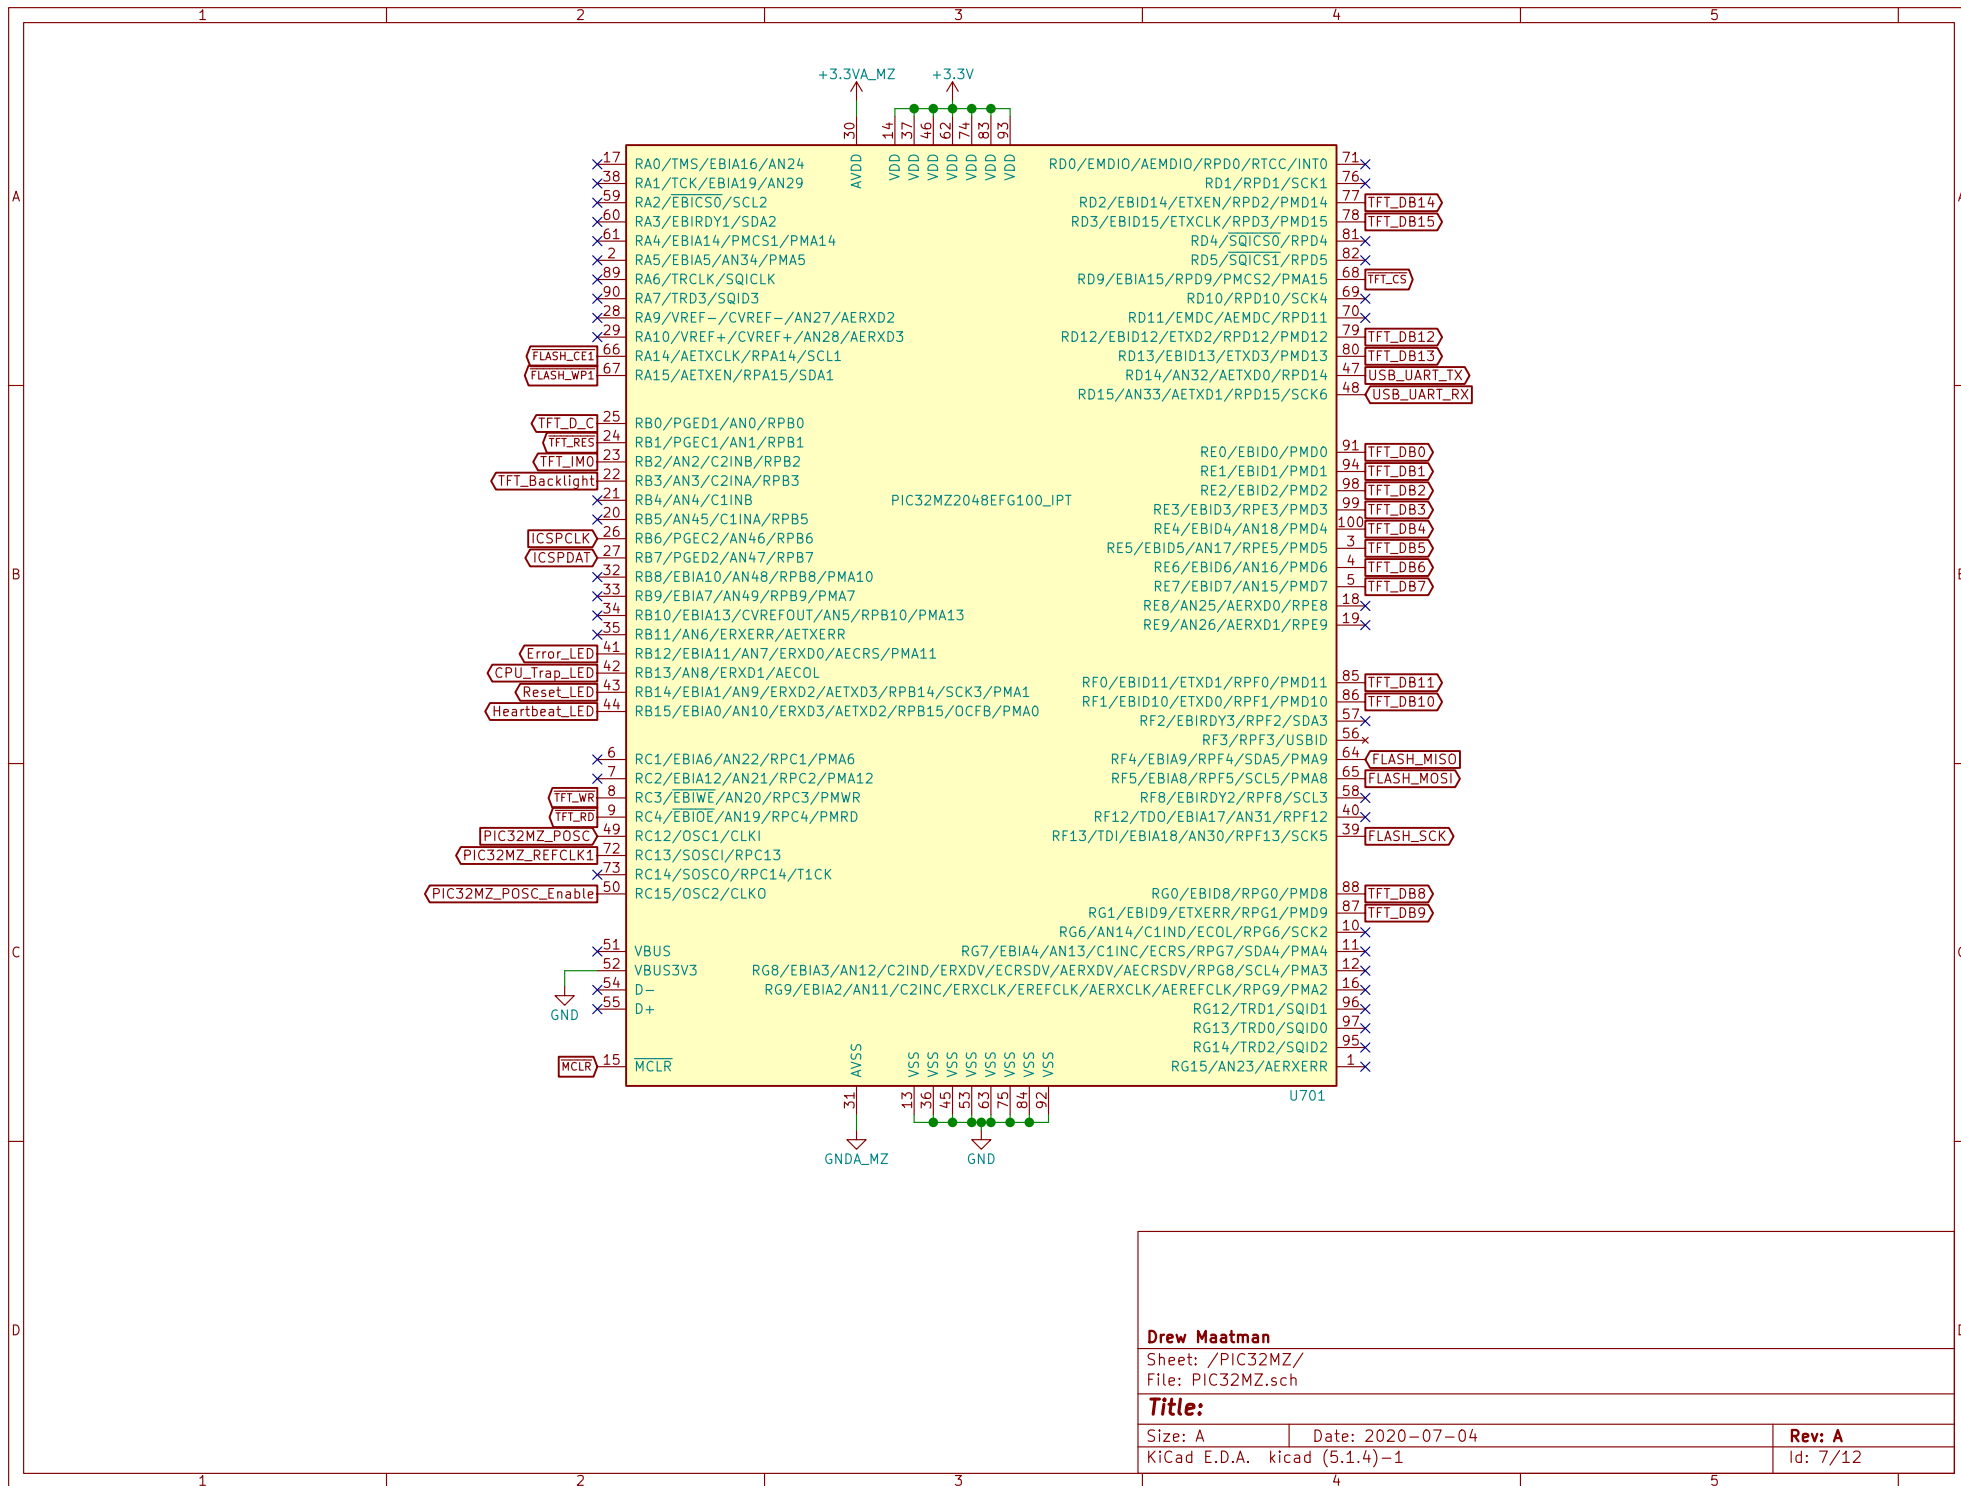 1 2 3 4 5
+3.3VA_MZ +3.3V
30 14 37 46 62 74 83 93
AVDD VDD VDD VDD VDD VDD VDD VDD
17 RA0/TMS/EBIA16/AN24 RD0/EMDIO/AEMDIO/RPD0/RTCC/INT0 71
38 RA1/TCK/EBIA19/AN29 RD1/RPD1/SCK1 76
A 59 RA2/EBICS0/SCL2 RD2/EBID14/ETXEN/RPD2/PMD14 77 TFT_DB14
60 RA3/EBIRDY1/SDA2 RD3/EBID15/ETXCLK/RPD3/PMD15 78 TFT_DB15
61 RA4/EBIA14/PMCS1/PMA14 RD4/SQICS0/RPD4 81
2 RA5/EBIA5/AN34/PMA5 RD5/SQICS1/RPD5 82
89 RA6/TRCLK/SQICLK RD9/EBIA15/RPD9/PMCS2/PMA15 68 TFT_CS
90 RA7/TRD3/SQID3 RD10/RPD10/SCK4 69
28 RA9/VREF-/CVREF-/AN27/AERXD2 RD11/EMDC/AEMDC/RPD11 70
29 RA10/VREF+/CVREF+/AN28/AERXD3 RD12/EBID12/ETXD2/RPD12/PMD12 79 TFT_DB12
FLASH_CE1 66 RA14/AETXCLK/RPA14/SCL1 RD13/EBID13/ETXD3/PMD13 80 TFT_DB13
FLASH_WP1 67 RA15/AETXEN/RPA15/SDA1 RD14/AN32/AETXD0/RPD14 47 USB_UART_TX
RD15/AN33/AETXD1/RPD15/SCK6 48 USB_UART_RX
TFT_D_C 25 RB0/PGED1/AN0/RPB0
TFT_RES 24 RB1/PGEC1/AN1/RPB1 RE0/EBID0/PMD0 91 TFT_DB0
TFT_IM0 23 RB2/AN2/C2INB/RPB2 RE1/EBID1/PMD1 94 TFT_DB1
TFT_Backlight 22 RB3/AN3/C2INA/RPB3 RE2/EBID2/PMD2 98 TFT_DB2
21 RB4/AN4/C1INB PIC32MZ2048EFG100_IPT RE3/EBID3/RPE3/PMD3 99 TFT_DB3
20 RB5/AN45/C1INA/RPB5 RE4/EBID4/AN18/PMD4 100 TFT_DB4
ICSPCLK 26 RB6/PGEC2/AN46/RPB6 RE5/EBID5/AN17/RPE5/PMD5 3 TFT_DB5
ICSPDAT 27 RB7/PGED2/AN47/RPB7 RE6/EBID6/AN16/PMD6 4 TFT_DB6
B 32 RB8/EBIA10/AN48/RPB8/PMA10 RE7/EBID7/AN15/PMD7 5 TFT_DB7
33 RB9/EBIA7/AN49/RPB9/PMA7 RE8/AN25/AERXD0/RPE8 18
34 RB10/EBIA13/CVREFOUT/AN5/RPB10/PMA13 RE9/AN26/AERXD1/RPE9 19
35 RB11/AN6/ERXERR/AETXERR
Error_LED 41 RB12/EBIA11/AN7/ERXD0/AECRS/PMA11
CPU_Trap_LED 42 RB13/AN8/ERXD1/AECOL RF0/EBID11/ETXD1/RPF0/PMD11 85 TFT_DB11
Reset_LED 43 RB14/EBIA1/AN9/ERXD2/AETXD3/RPB14/SCK3/PMA1 RF1/EBID10/ETXD0/RPF1/PMD10 86 TFT_DB10
Heartbeat_LED 44 RB15/EBIA0/AN10/ERXD3/AETXD2/RPB15/OCFB/PMA0 RF2/EBIRDY3/RPF2/SDA3 57
RF3/RPF3/USBID 56
6 RC1/EBIA6/AN22/RPC1/PMA6 RF4/EBIA9/RPF4/SDA5/PMA9 64 FLASH_MISO
7 RC2/EBIA12/AN21/RPC2/PMA12 RF5/EBIA8/RPF5/SCL5/PMA8 65 FLASH_MOSI
TFT_WR 8 RC3/EBIWE/AN20/RPC3/PMWR RF8/EBIRDY2/RPF8/SCL3 58
TFT_RD 9 RC4/EBIOE/AN19/RPC4/PMRD RF12/TDO/EBIA17/AN31/RPF12 40
PIC32MZ_POSC 49 RC12/OSC1/CLKI RF13/TDI/EBIA18/AN30/RPF13/SCK5 39 FLASH_SCK
PIC32MZ_REFCLK1 72 RC13/SOSCI/RPC13
73 RC14/SOSCO/RPC14/T1CK
PIC32MZ_POSC_Enable 50 RC15/OSC2/CLKO RG0/EBID8/RPG0/PMD8 88 TFT_DB8
RG1/EBID9/ETXERR/RPG1/PMD9 87 TFT_DB9
RG6/AN14/C1IND/ECOL/RPG6/SCK2 10
C 51 VBUS RG7/EBIA4/AN13/C1INC/ECRS/RPG7/SDA4/PMA4 11
52 VBUS3V3 RG8/EBIA3/AN12/C2IND/ERXDV/ECRSDV/AERXDV/AECRSDV/RPG8/SCL4/PMA3 12
54 D- RG9/EBIA2/AN11/C2INC/ERXCLK/EREFCLK/AERXCLK/AEREFCLK/RPG9/PMA2 16
GND 55 D+ RG12/TRD1/SQID1 96
RG13/TRD0/SQID0 97
RG14/TRD2/SQID2 95
MCLR 15 MCLR RG15/AN23/AERXERR 1
AVSS VSS VSS VSS VSS VSS VSS VSS VSS
U701
31 13 36 45 53 63 75 84 92
GNDA_MZ GND
D
Drew Maatman
Sheet: /PIC32MZ/
File: PIC32MZ.sch
Title:
Size: A Date: 2020-07-04 Rev: A
KiCad E.D.A. kicad (5.1.4)-1 Id: 7/12
1 2 3 4 5